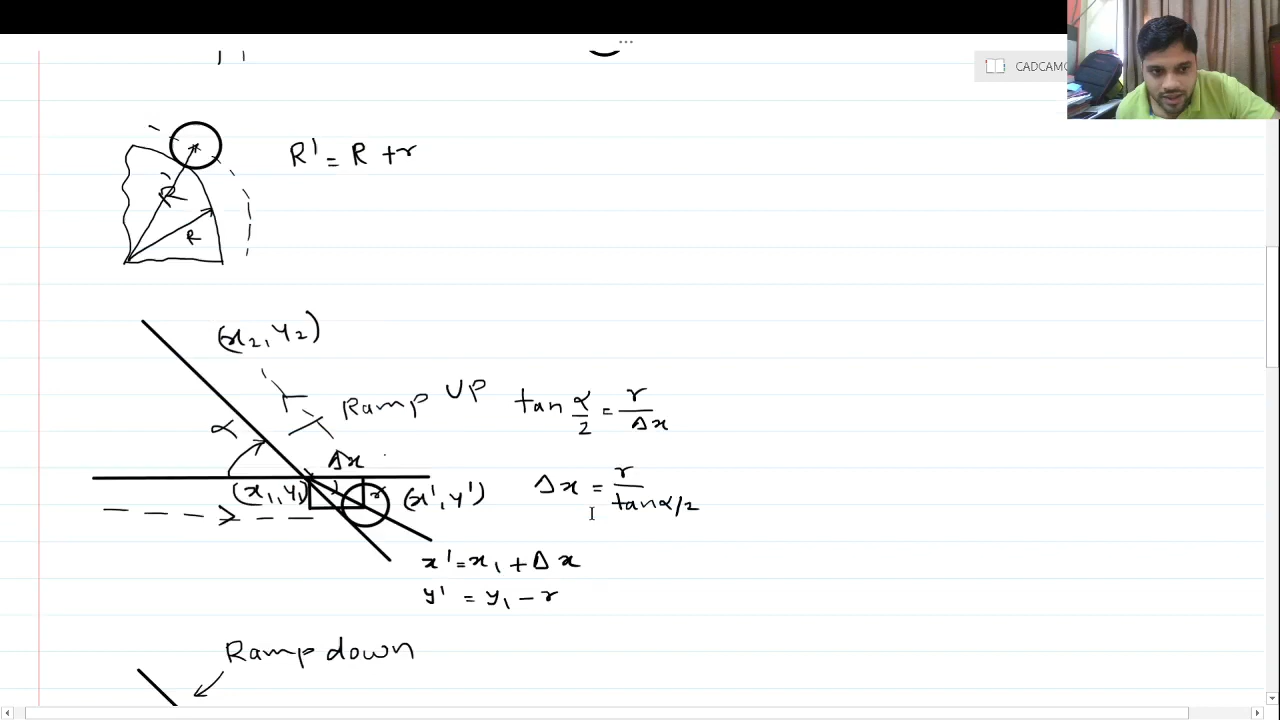 CADCAM
R' = R + r
R'
R
(x2, y2)
Ramp UP
tan α/2 = r/Δx
α
Δx
(x1, y1)
r
(x', y')
Δx = r/tan α/2
x' = x1 + Δx
y' = y1 - r
Ramp down